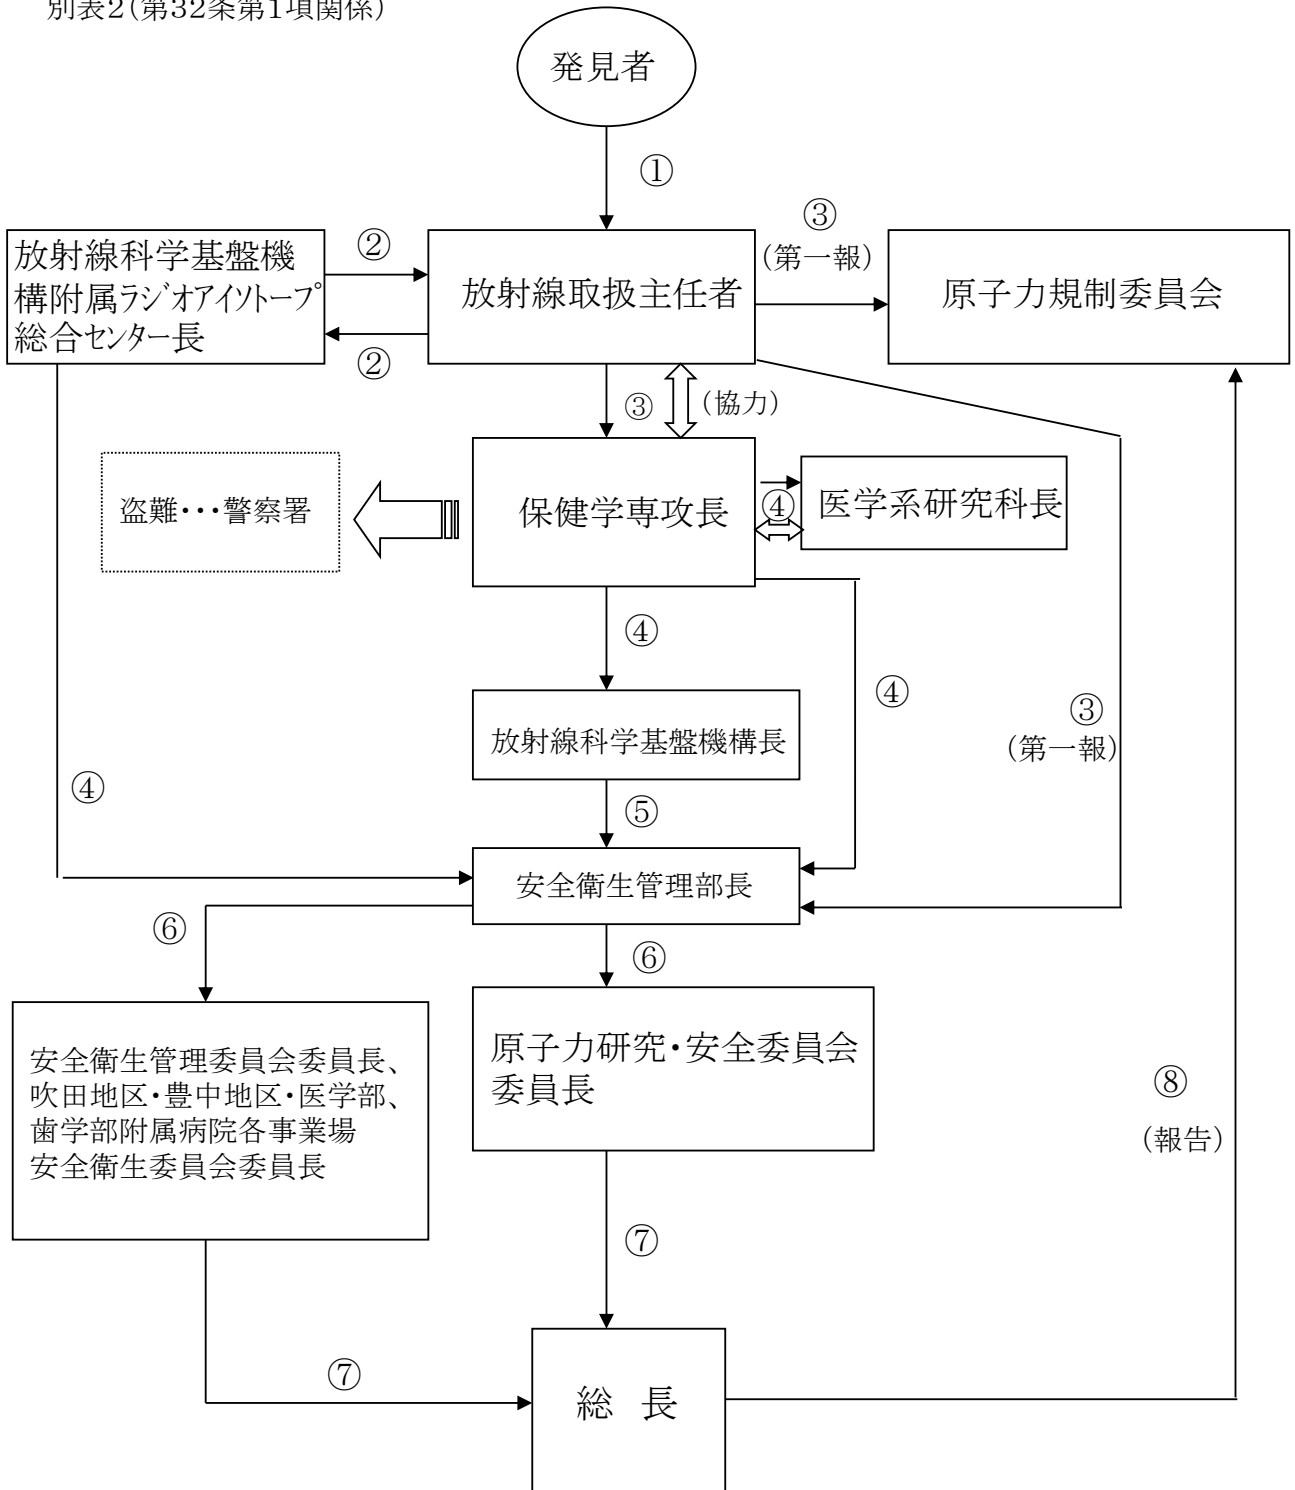 別表2(第32条第1項関係)
発見者
①
③
(第一報)
放射線科学基盤機
構附属ラジオアイソトープ
総合センター長
②
②
放射線取扱主任者
原子力規制委員会
③
(協力)
盗難・・・警察署
保健学専攻長
④
医学系研究科長
④
④
③
(第一報)
放射線科学基盤機構長
④
⑤
安全衛生管理部長
⑥
⑥
安全衛生管理委員会委員長、
吹田地区・豊中地区・医学部、
歯学部附属病院各事業場
安全衛生委員会委員長
原子力研究・安全委員会
委員長
⑧
(報告)
⑦
⑦
総 長